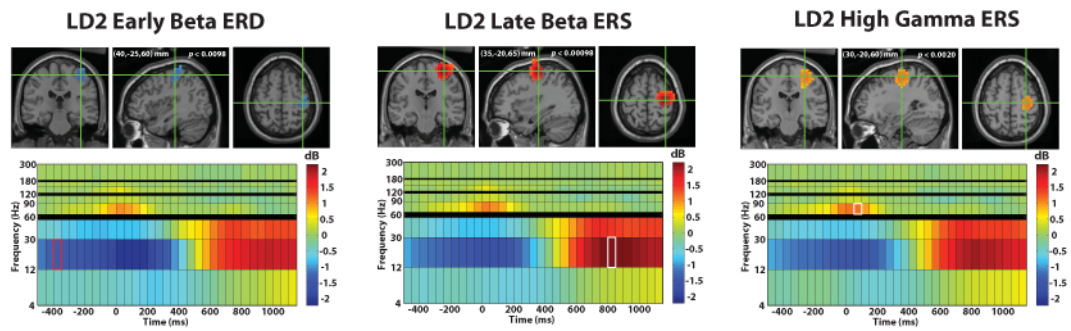 LD2 Early Beta ERD
(40,-25,60) mm p < 0.0098
dB
300
180
120
90
60
30
12
4
Frequency (Hz)
2
1.5
1
0.5
0
-0.5
-1
-1.5
-2
-400 -200 0 200 400 600 800 1000
Time (ms)
LD2 Late Beta ERS
(35,-20,65) mm p < 0.00098
dB
300
180
120
90
60
30
12
4
Frequency (Hz)
2
1.5
1
0.5
0
-0.5
-1
-1.5
-2
-400 -200 0 200 400 600 800 1000
Time (ms)
LD2 High Gamma ERS
(30,-20,60) mm p < 0.0020
dB
300
180
120
90
60
30
12
4
Frequency (Hz)
2
1.5
1
0.5
0
-0.5
-1
-1.5
-2
-400 -200 0 200 400 600 800 1000
Time (ms)